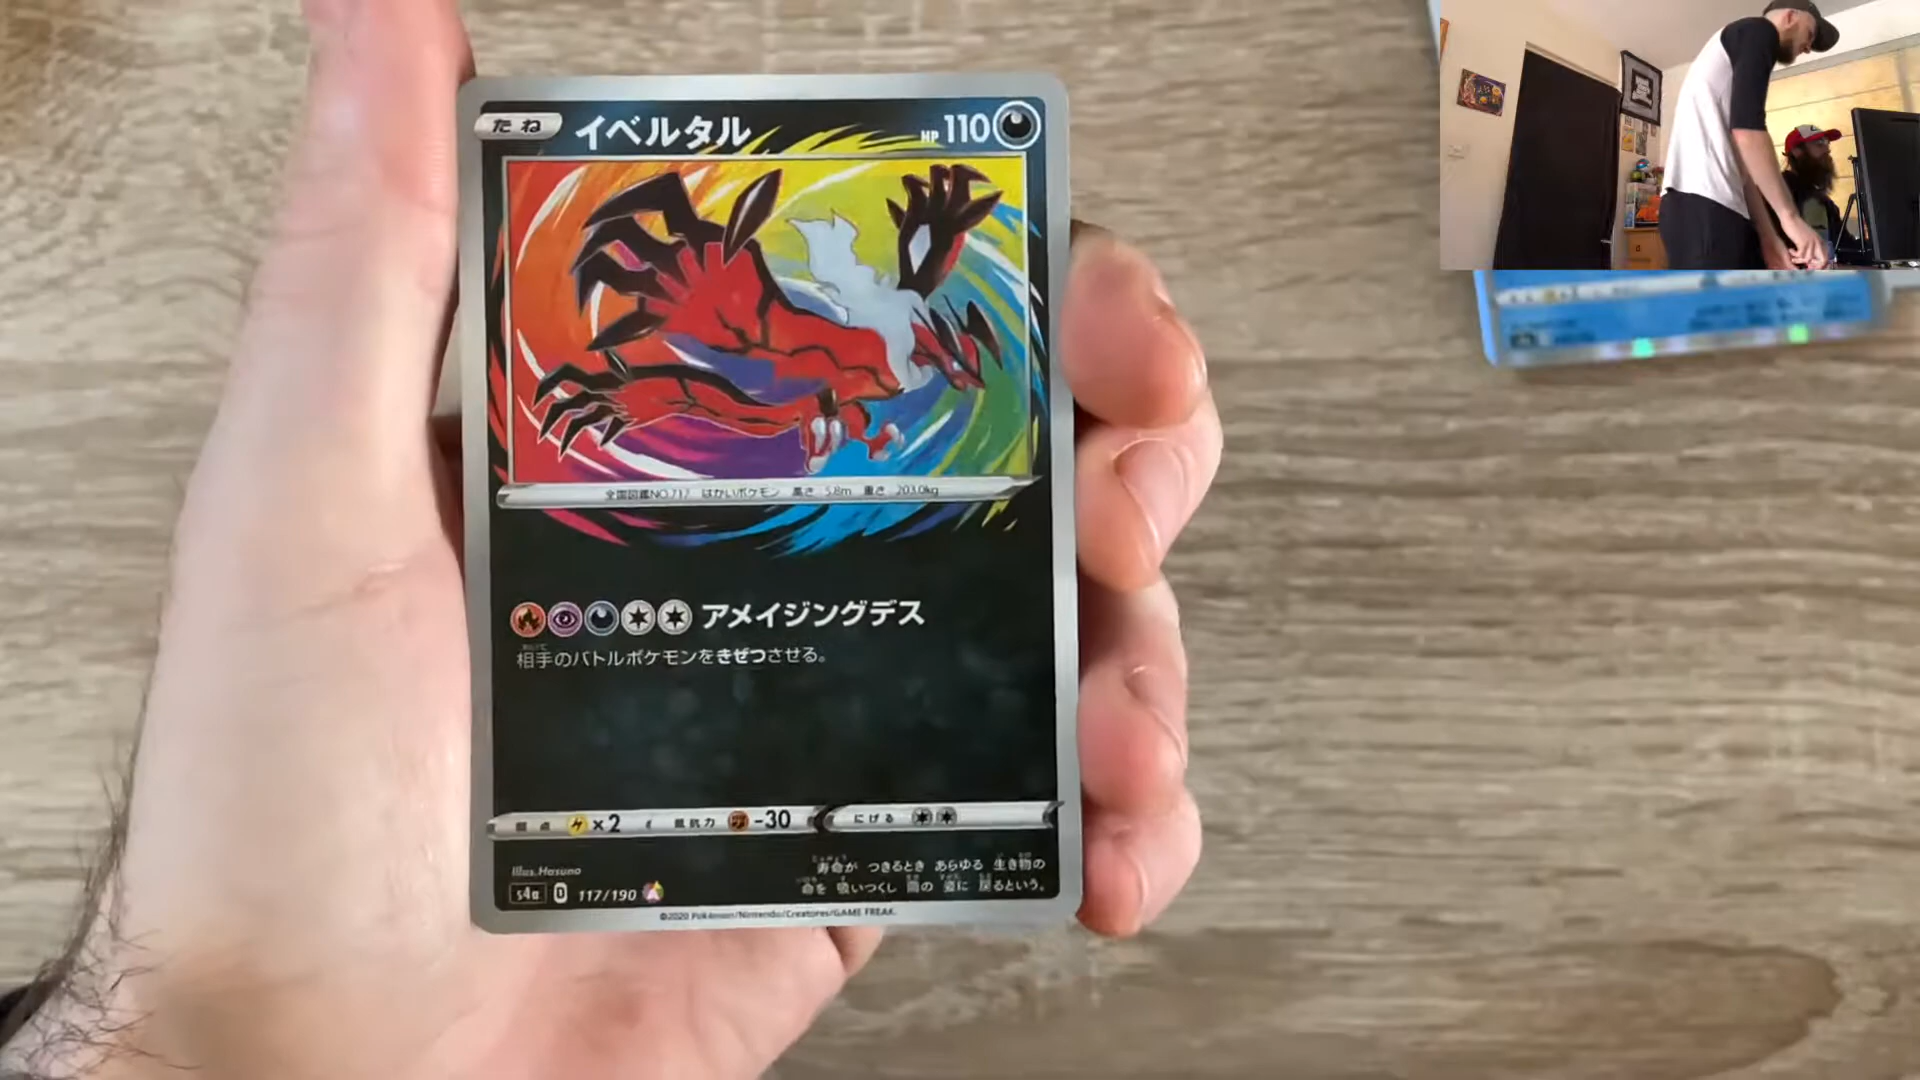 たね イベルタル HP 110
全国図鑑NO.717 はかいポケモン 高さ 5.8m 重さ 203.0kg
アメイジングデス
相手のバトルポケモンをきぜつさせる。
弱点 ×2 抵抗力 -30 にげる
Illus. Hasuno
寿命が つきるとき あらゆる 生き物の
命を 吸いつくし 繭の 姿に 戻るという。
s4a D 117/190 A
©2020 Pokémon/Nintendo/Creatures/GAME FREAK.